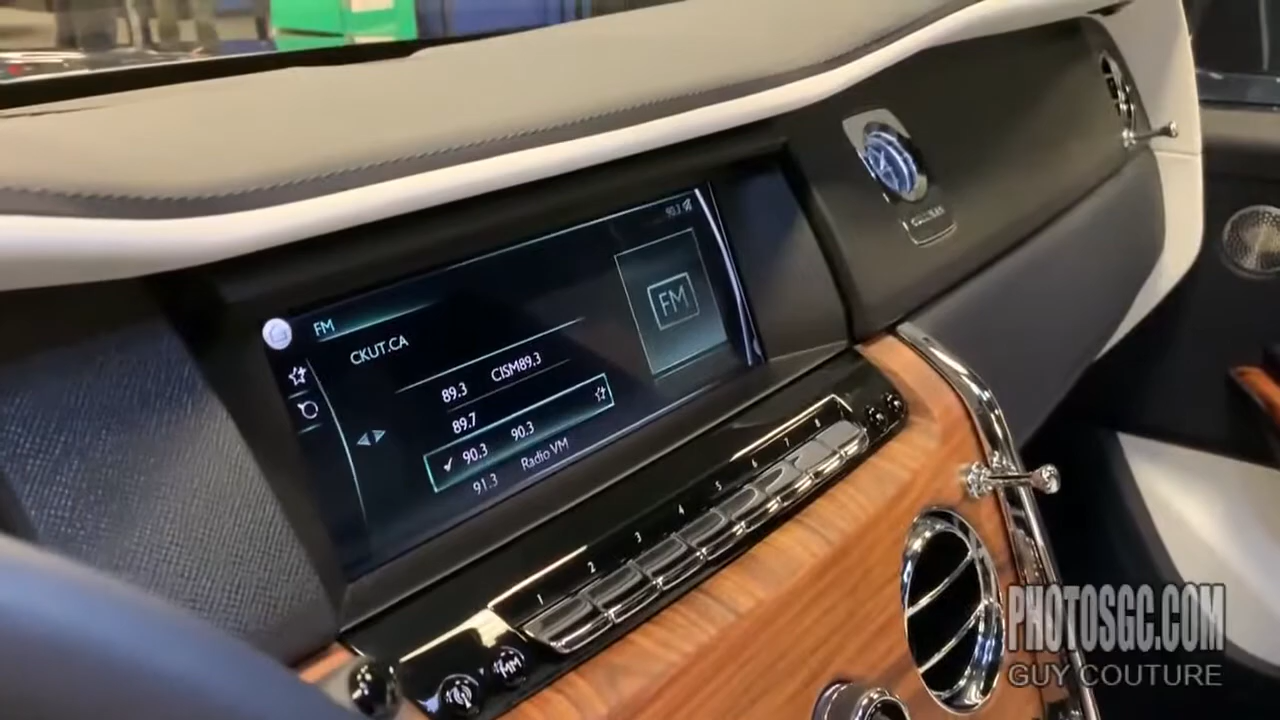 90.3
FM
CKUT.CA
FM
89.3 CISM89.3
89.7
90.3 90.3
91.3 Radio VM
CULLINAN
1 2 3 4 5 6 7 8
PHOTOSGC.COM
GUY COUTURE